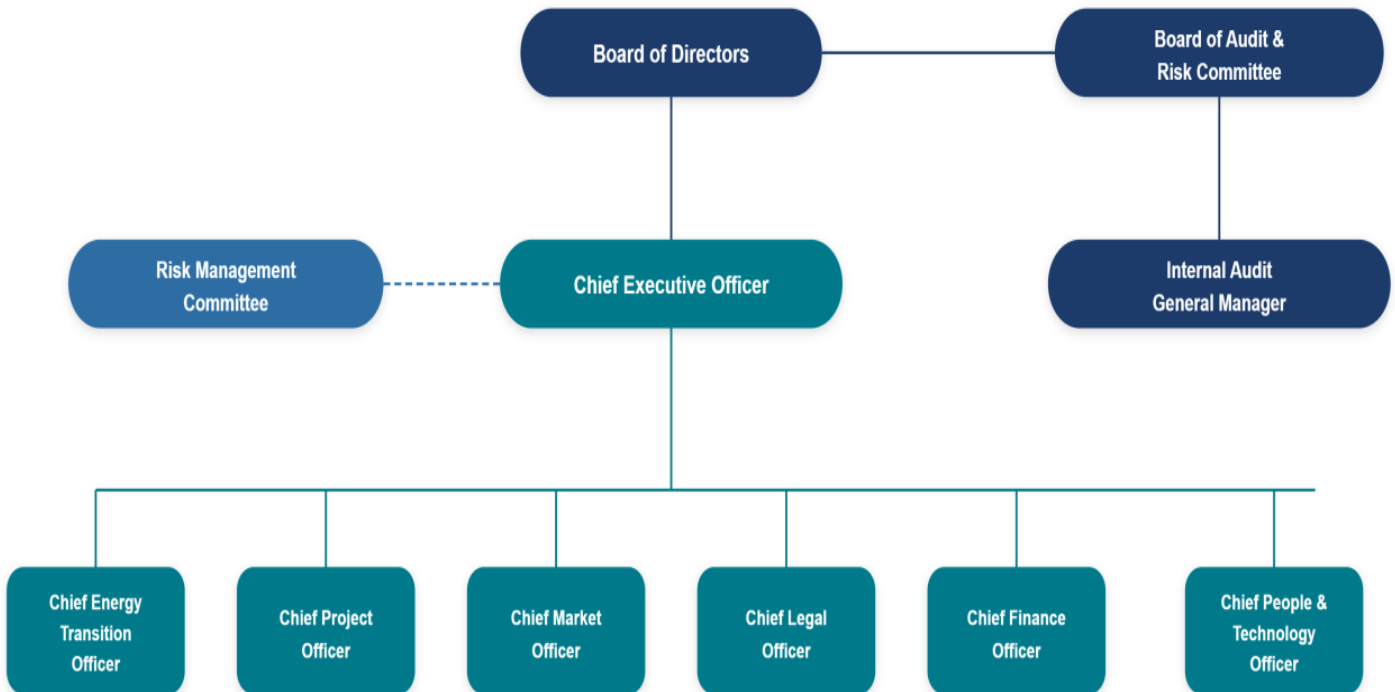 Board of Directors
Board of Audit &
Risk Committee
Risk Management
Committee
Chief Executive Officer
Internal Audit
General Manager
Chief Energy
Transition
Officer
Chief Project
Officer
Chief Market
Officer
Chief Legal
Officer
Chief Finance
Officer
Chief People &
Technology
Officer